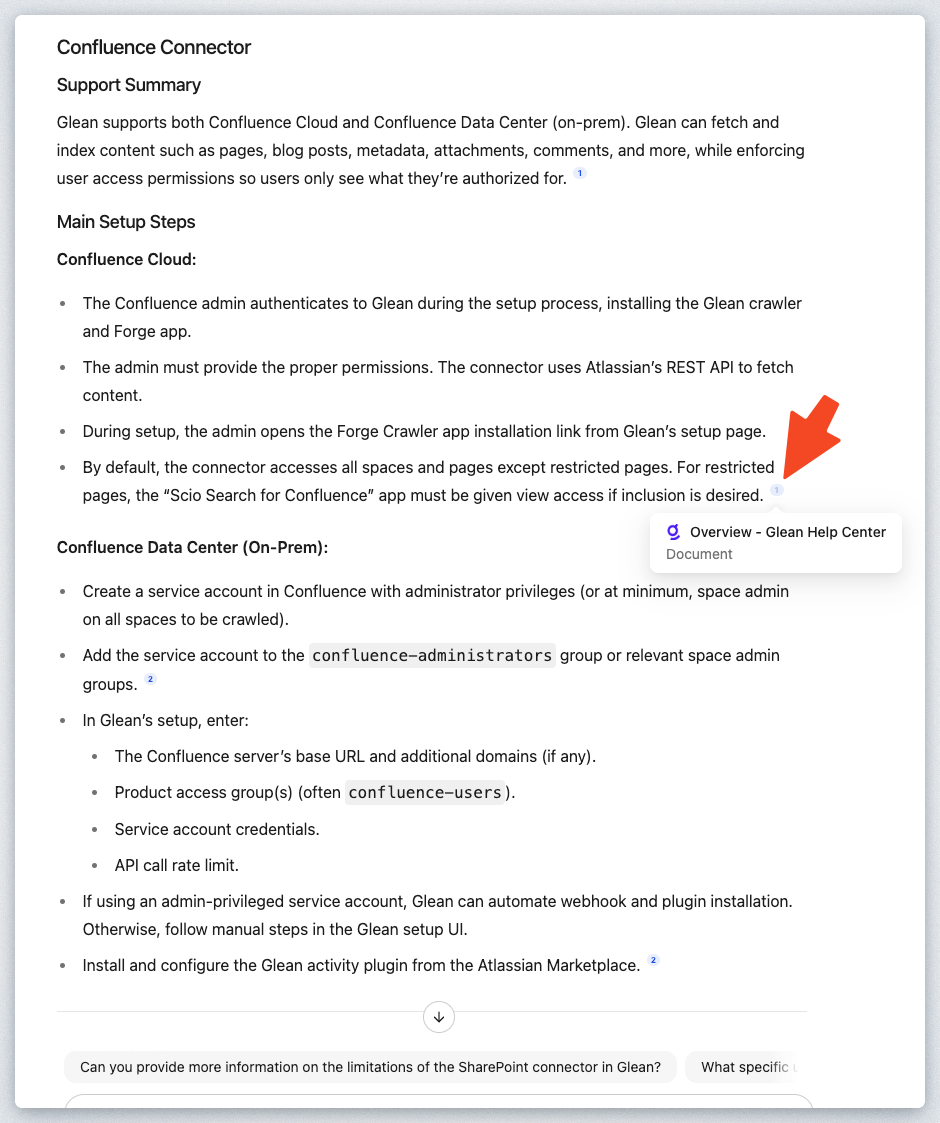 Confluence Connector
Support Summary
Glean supports both Confluence Cloud and Confluence Data Center (on-prem). Glean can fetch and
index content such as pages, blog posts, metadata, attachments, comments, and more, while enforcing
user access permissions so users only see what they’re authorized for. 1
Main Setup Steps
Confluence Cloud:
• The Confluence admin authenticates to Glean during the setup process, installing the Glean crawler
and Forge app.
• The admin must provide the proper permissions. The connector uses Atlassian’s REST API to fetch
content.
• During setup, the admin opens the Forge Crawler app installation link from Glean’s setup page.
• By default, the connector accesses all spaces and pages except restricted pages. For restricted
pages, the “Scio Search for Confluence” app must be given view access if inclusion is desired. 1
Overview - Glean Help Center
Document
Confluence Data Center (On-Prem):
• Create a service account in Confluence with administrator privileges (or at minimum, space admin
on all spaces to be crawled).
• Add the service account to the confluence-administrators group or relevant space admin
groups. 2
• In Glean’s setup, enter:
• The Confluence server’s base URL and additional domains (if any).
• Product access group(s) (often confluence-users).
• Service account credentials.
• API call rate limit.
• If using an admin-privileged service account, Glean can automate webhook and plugin installation.
Otherwise, follow manual steps in the Glean setup UI.
• Install and configure the Glean activity plugin from the Atlassian Marketplace. 2
Can you provide more information on the limitations of the SharePoint connector in Glean?
What specific